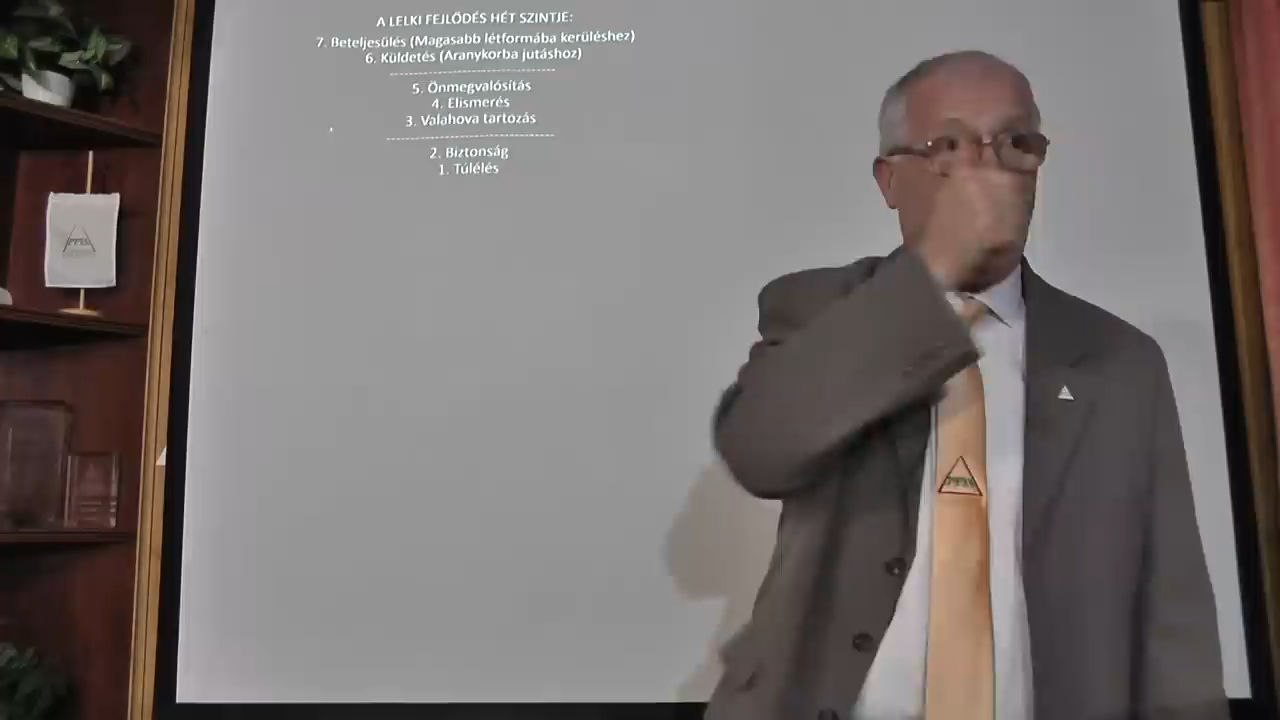 A LELKI FEJLŐDÉS HÉT SZINTJE:
7. Beteljesülés (Magasabb létformába kerüléshez)
6. Küldetés (Aranykorba jutáshoz)
5. Önmegvalósítás
4. Elismerés
3. Valahova tartozás
2. Biztonság
1. Túlélés